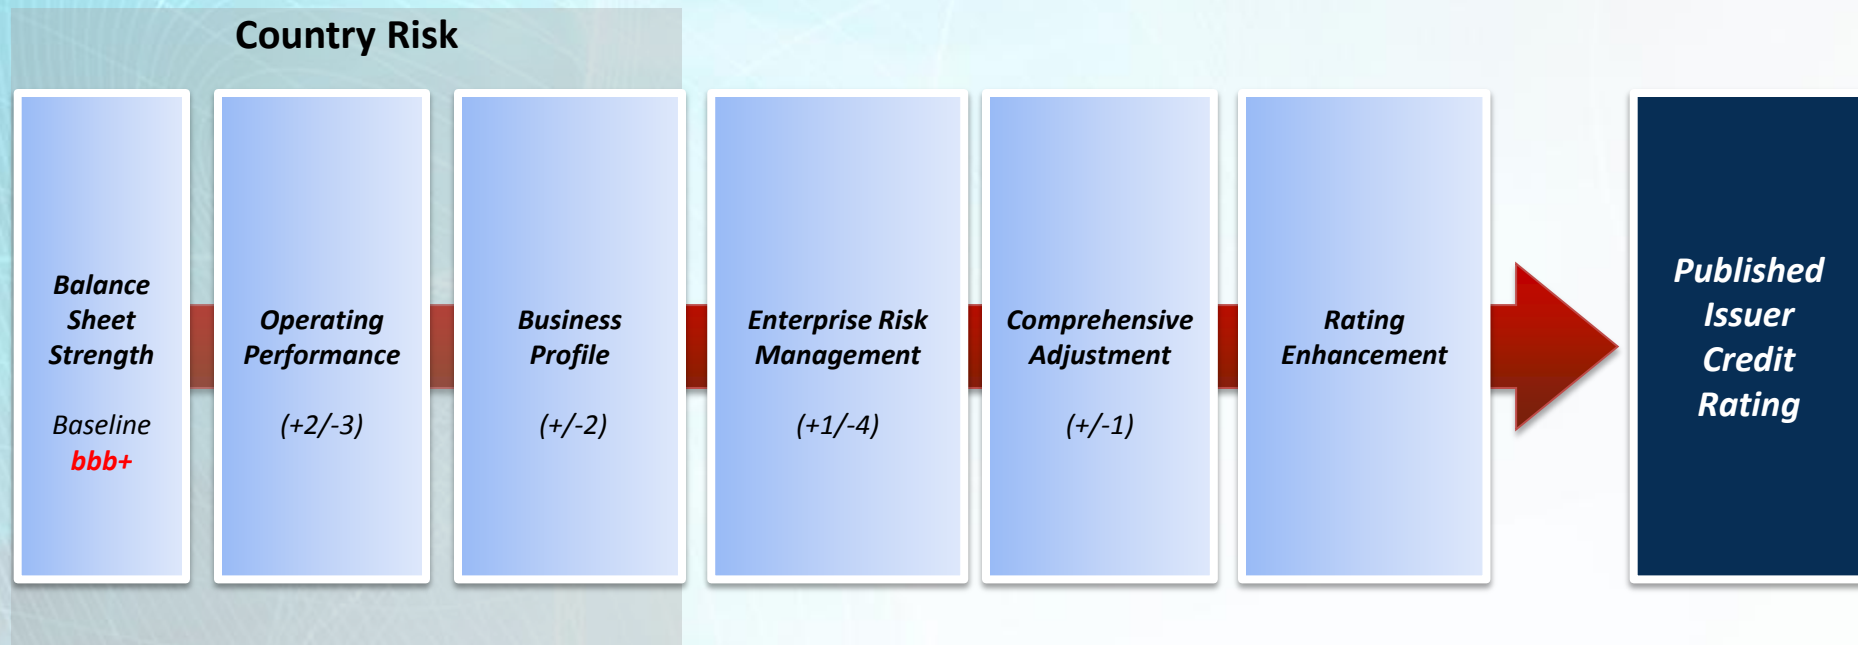 Country Risk
Balance
Sheet
Strength
Baseline
bbb+
Operating
Performance
(+2/-3)
Business
Profile
(+/-2)
Enterprise Risk
Management
(+1/-4)
Comprehensive
Adjustment
(+/-1)
Rating
Enhancement
Published
Issuer
Credit
Rating